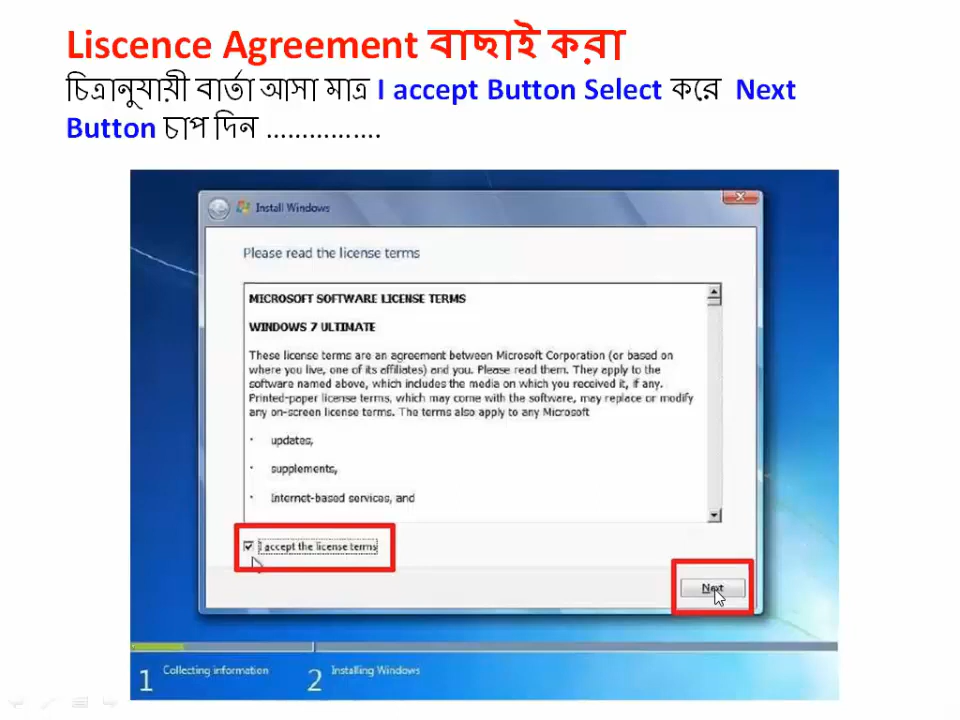 Liscence Agreement বাছাই করা
চিত্রানুযায়ী বার্তা আসা মাত্র I accept Button Select করে Next
Button চাপ দিন ................
Install Windows
Please read the license terms
MICROSOFT SOFTWARE LICENSE TERMS
WINDOWS 7 ULTIMATE
These license terms are an agreement between Microsoft Corporation (or based on
where you live, one of its affiliates) and you. Please read them. They apply to the
software named above, which includes the media on which you received it, if any.
Printed-paper license terms, which may come with the software, may replace or modify
any on-screen license terms. The terms also apply to any Microsoft
· updates,
· supplements,
· Internet-based services, and
I accept the license terms
Next
1 Collecting information
2 Installing Windows